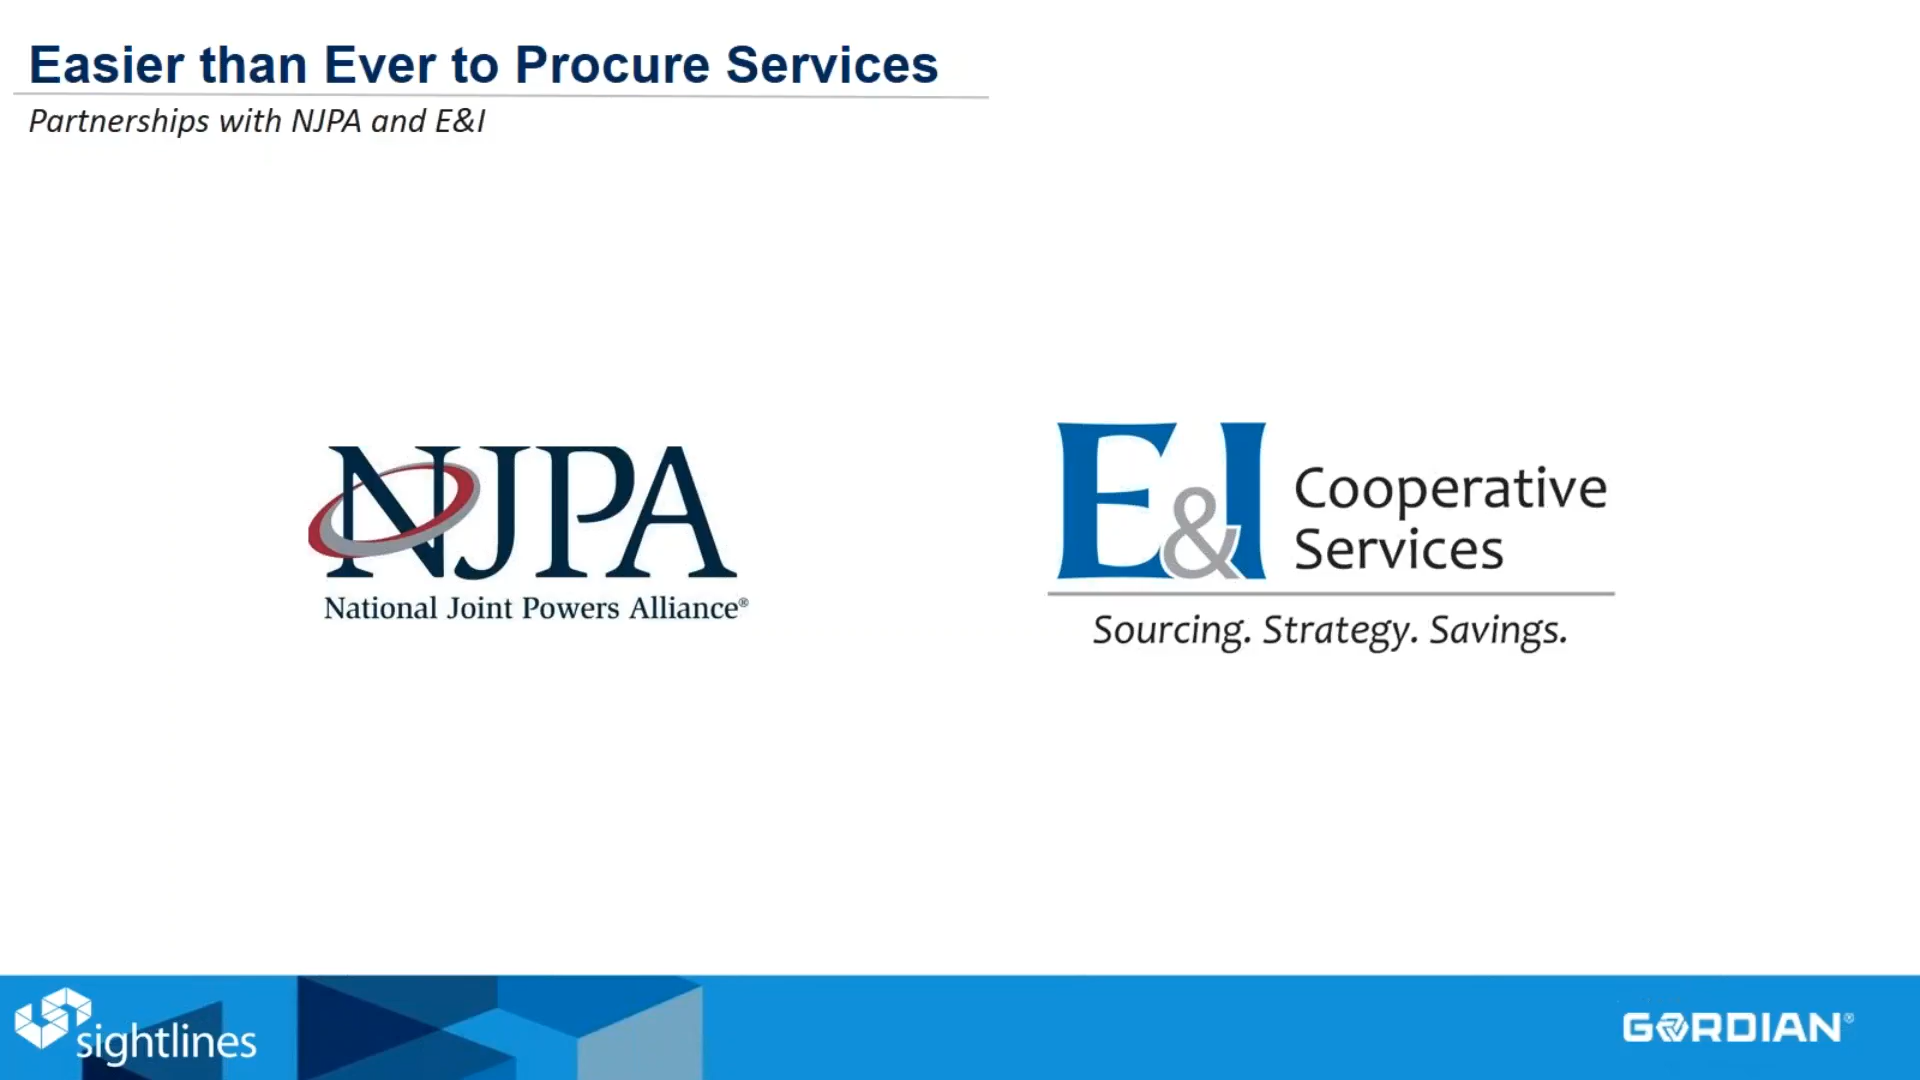 Easier than Ever to Procure Services
Partnerships with NJPA and E&I
NJPA
National Joint Powers Alliance®
E&I Cooperative
Services
Sourcing. Strategy. Savings.
sightlines
GORDIAN®